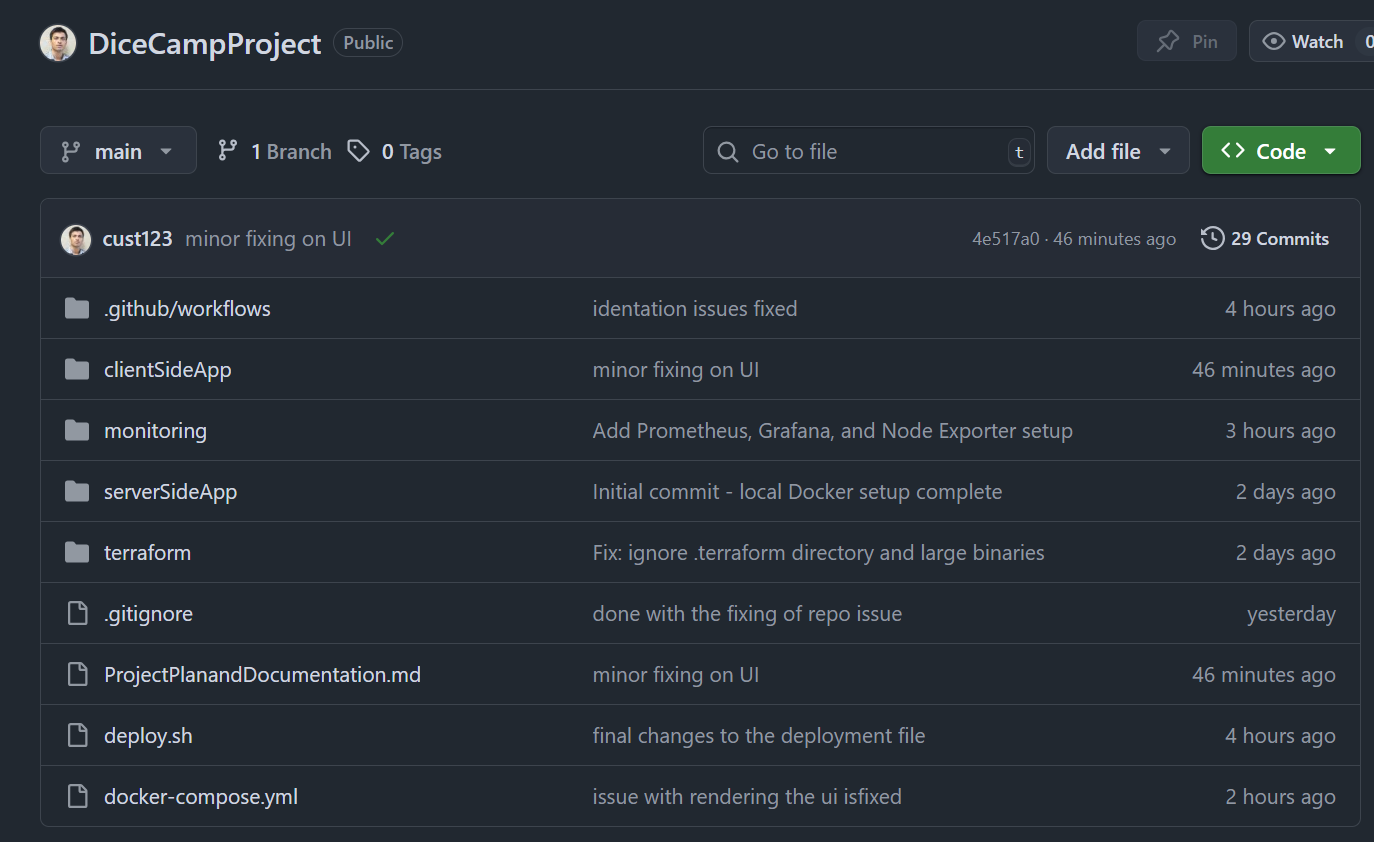 DiceCampProject Public Pin Watch 0
main 1 Branch 0 Tags Go to file t Add file Code
cust123 minor fixing on UI 4e517a0 · 46 minutes ago 29 Commits
.github/workflows identation issues fixed 4 hours ago
clientSideApp minor fixing on UI 46 minutes ago
monitoring Add Prometheus, Grafana, and Node Exporter setup 3 hours ago
serverSideApp Initial commit - local Docker setup complete 2 days ago
terraform Fix: ignore .terraform directory and large binaries 2 days ago
.gitignore done with the fixing of repo issue yesterday
ProjectPlanandDocumentation.md minor fixing on UI 46 minutes ago
deploy.sh final changes to the deployment file 4 hours ago
docker-compose.yml issue with rendering the ui isfixed 2 hours ago